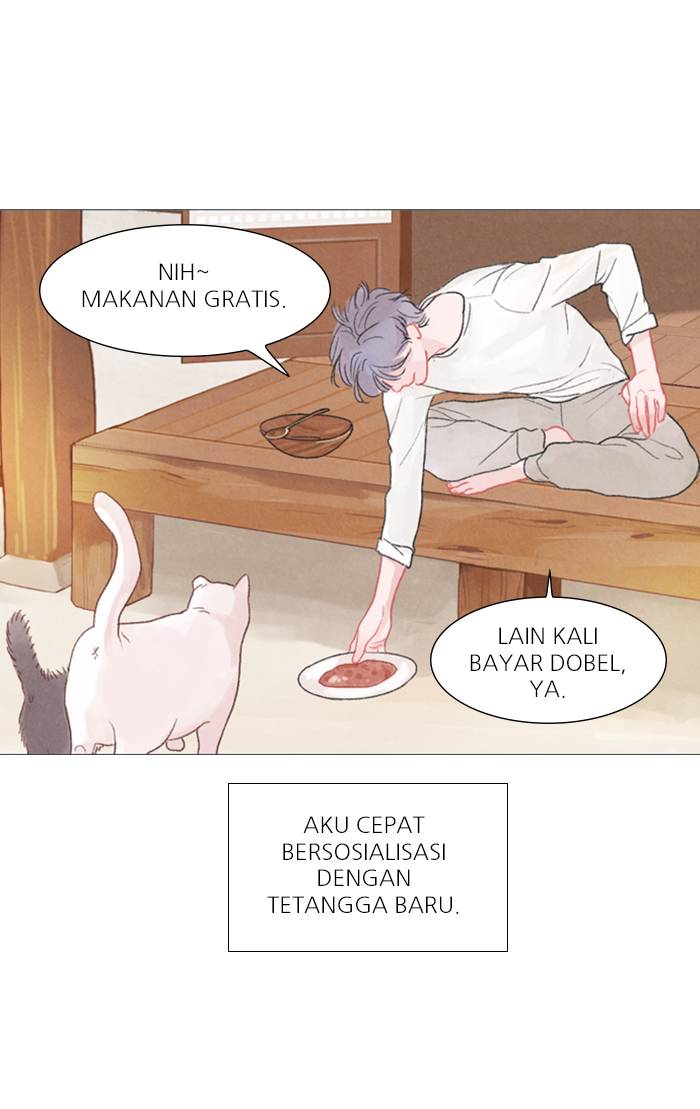 NIH~
MAKANAN GRATIS.
LAIN KALI
BAYAR DOBEL,
YA.
AKU CEPAT
BERSOSIALISASI
DENGAN
TETANGGA BARU.